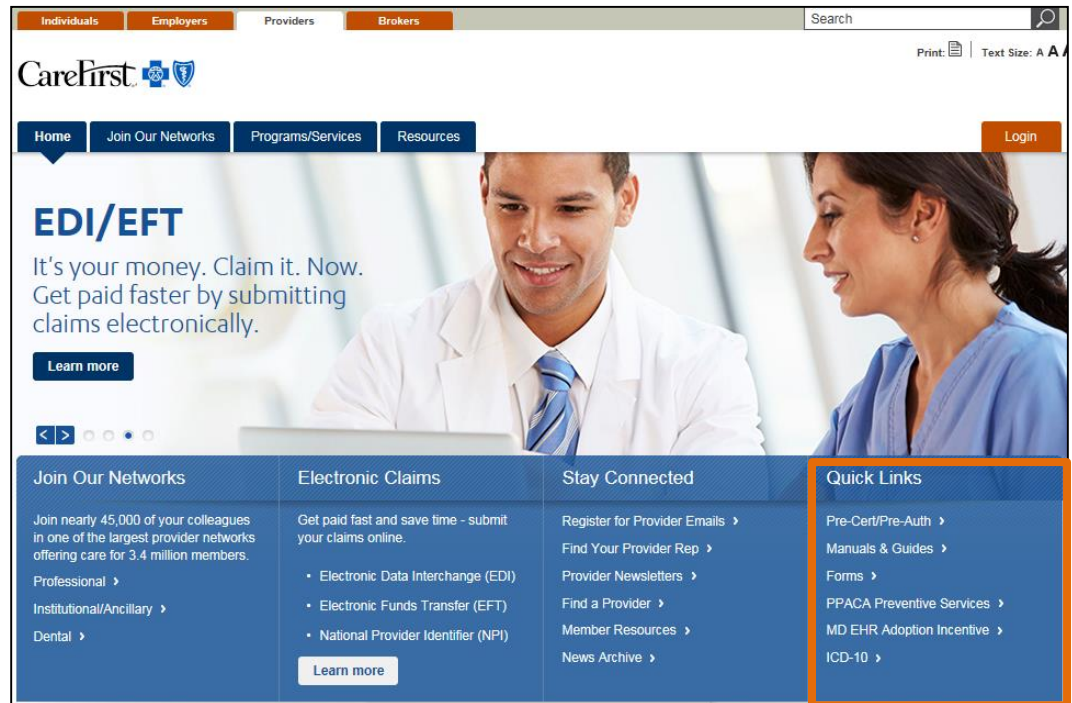 Individuals Employers Providers Brokers Search
Print: Text Size: A A A
CareFirst
Home Join Our Networks Programs/Services Resources Login
EDI/EFT
It's your money. Claim it. Now.
Get paid faster by submitting
claims electronically.
Learn more
< >
Join Our Networks
Join nearly 45,000 of your colleagues
in one of the largest provider networks
offering care for 3.4 million members.
Professional >
Institutional/Ancillary >
Dental >
Electronic Claims
Get paid fast and save time - submit
your claims online.
• Electronic Data Interchange (EDI)
• Electronic Funds Transfer (EFT)
• National Provider Identifier (NPI)
Learn more
Stay Connected
Register for Provider Emails >
Find Your Provider Rep >
Provider Newsletters >
Find a Provider >
Member Resources >
News Archive >
Quick Links
Pre-Cert/Pre-Auth >
Manuals & Guides >
Forms >
PPACA Preventive Services >
MD EHR Adoption Incentive >
ICD-10 >